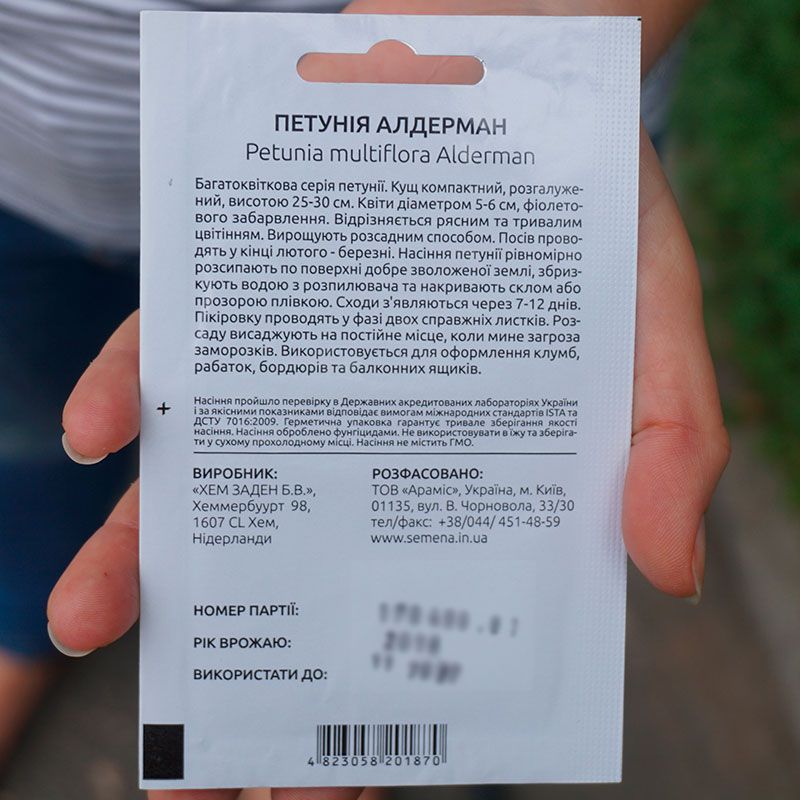 ПЕТУНІЯ АЛДЕРМАН
Petunia multiflora Alderman
Багатоквіткова серія петунії. Кущ компактний, розгалуже-
ний, висотою 25-30 см. Квіти діаметром 5-6 см, фіолето-
вого забарвлення. Відрізняється рясним та тривалим
цвітінням. Вирощують розсадним способом. Посів прово-
дять у кінці лютого - березні. Насіння петунії рівномірно
розсипають по поверхні добре зволоженої землі, збриз-
кують водою з розпилювача та накривають склом або
прозорою плівкою. Сходи з'являються через 7-12 днів.
Пікіровку проводять у фазі двох справжніх листків. Роз-
саду висаджують на постійне місце, коли мине загроза
заморозків. Використовується для оформлення клумб,
рабаток, бордюрів та балконних ящиків.
Насіння пройшло перевірку в Державних акредитованих лабораторіях України
і за якісними показниками відповідає вимогам міжнародних стандартів ISTA та
ДСТУ 7016:2009. Герметична упаковка гарантує тривале зберігання якості
насіння. Насіння оброблено фунгіцидами. Не використовувати в їжу та зберіга-
ти у сухому прохолодному місці. Насіння не містить ГМО.
ВИРОБНИК:
«ХЕМ ЗАДЕН Б.В.»,
Хеммербуурт 98,
1607 CL Хем,
Нідерланди
РОЗФАСОВАНО:
ТОВ «Араміс», Україна, м. Київ,
01135, вул. В. Чорновола, 33/30
тел/факс: +38/044/ 451-48-59
www.semena.in.ua
НОМЕР ПАРТІЇ:
РІК ВРОЖАЮ:
ВИКОРИСТАТИ ДО:
4 823058 201870